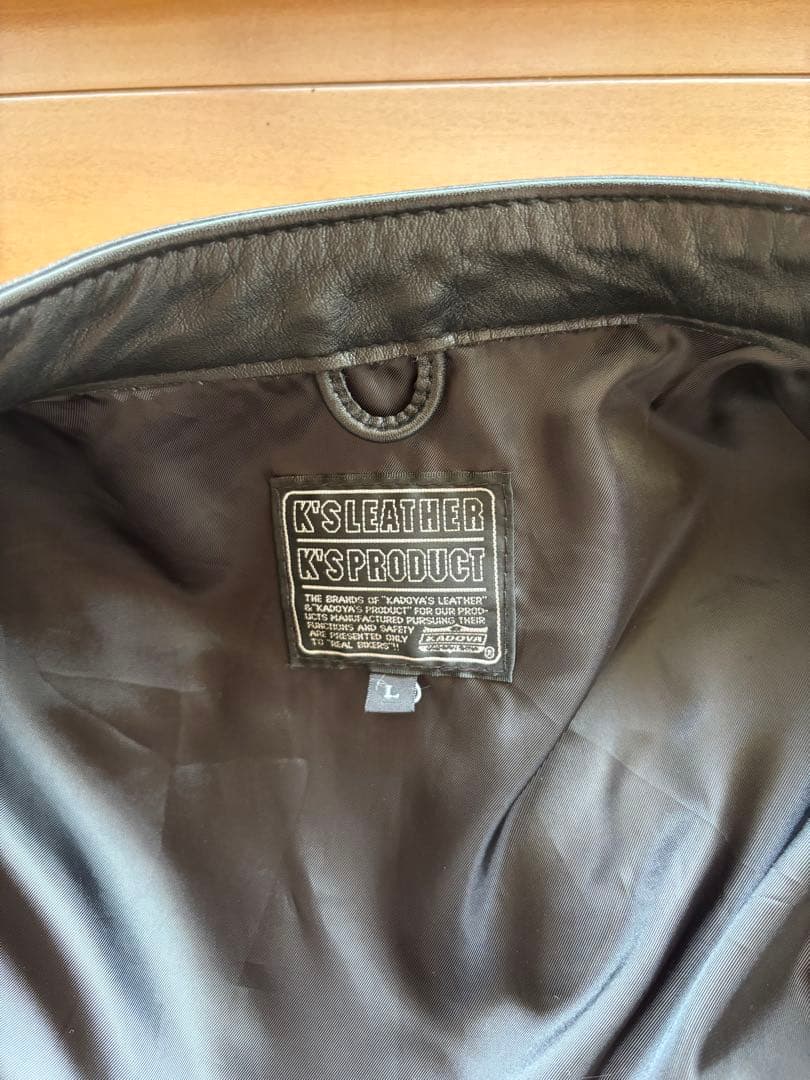 K'S LEATHER
K'S PRODUCT
THE BRANDS OF "KADOYA'S LEATHER"
& "KADOYA'S PRODUCT" FOR OUR PROD-
UCTS MANUFACTURED PURSUING THEIR
FUNCTIONS AND SAFETY
ARE PRESENTED ONLY
TO "REAL BIKERS"!!
KADOYA
®
L